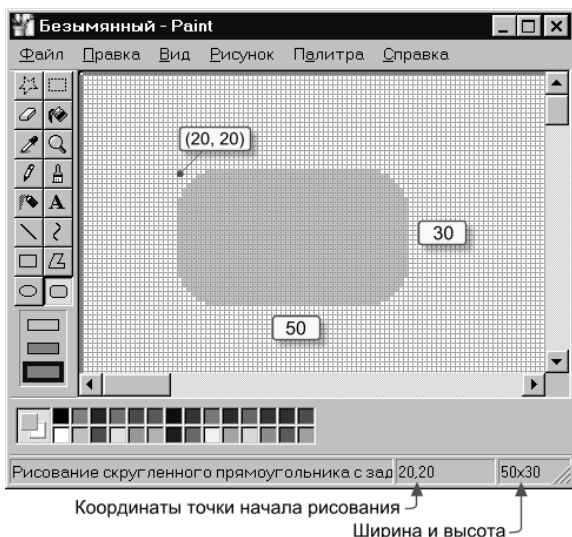 Безымянный - Paint
Файл Правка Вид Рисунок Палитра Справка
(20, 20)
A
30
50
Рисование скругленного прямоугольника с зад 20,20 50x30
Координаты точки начала рисования
Ширина и высота